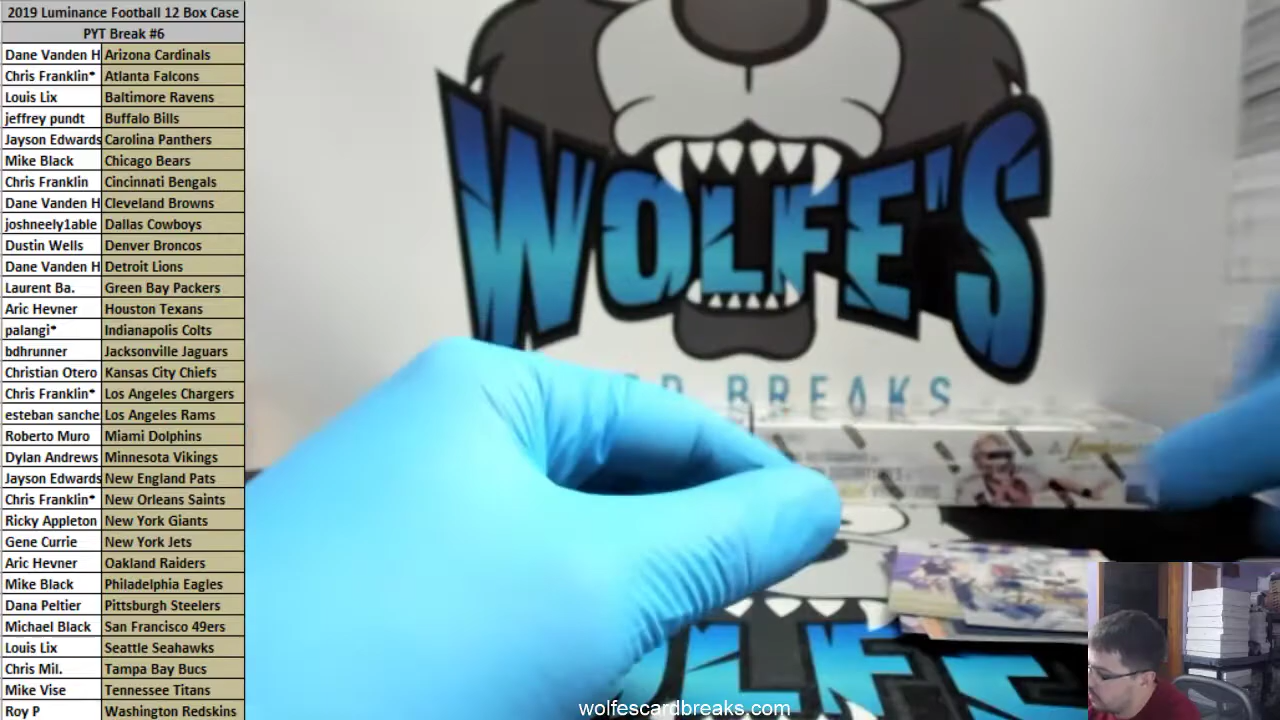 2019 Luminance Football 12 Box Case
PYT Break #6
Dane Vanden H Arizona Cardinals
Chris Franklin* Atlanta Falcons
Louis Lix Baltimore Ravens
jeffrey pundt Buffalo Bills
Jayson Edwards Carolina Panthers
Mike Black Chicago Bears
Chris Franklin Cincinnati Bengals
Dane Vanden H Cleveland Browns
joshneely1able Dallas Cowboys
Dustin Wells Denver Broncos
Dane Vanden H Detroit Lions
Laurent Ba. Green Bay Packers
Aric Hevner Houston Texans
palangi* Indianapolis Colts
bdhrunner Jacksonville Jaguars
Christian Otero Kansas City Chiefs
Chris Franklin* Los Angeles Chargers
esteban sanche Los Angeles Rams
Roberto Muro Miami Dolphins
Dylan Andrews Minnesota Vikings
Jayson Edwards New England Pats
Chris Franklin* New Orleans Saints
Ricky Appleton New York Giants
Gene Currie New York Jets
Aric Hevner Oakland Raiders
Mike Black Philadelphia Eagles
Dana Peltier Pittsburgh Steelers
Michael Black San Francisco 49ers
Louis Lix Seattle Seahawks
Chris Mil. Tampa Bay Bucs
Mike Vise Tennessee Titans
Roy P Washington Redskins
WOLFE'S
BREAKS
wolfescardbreaks.com